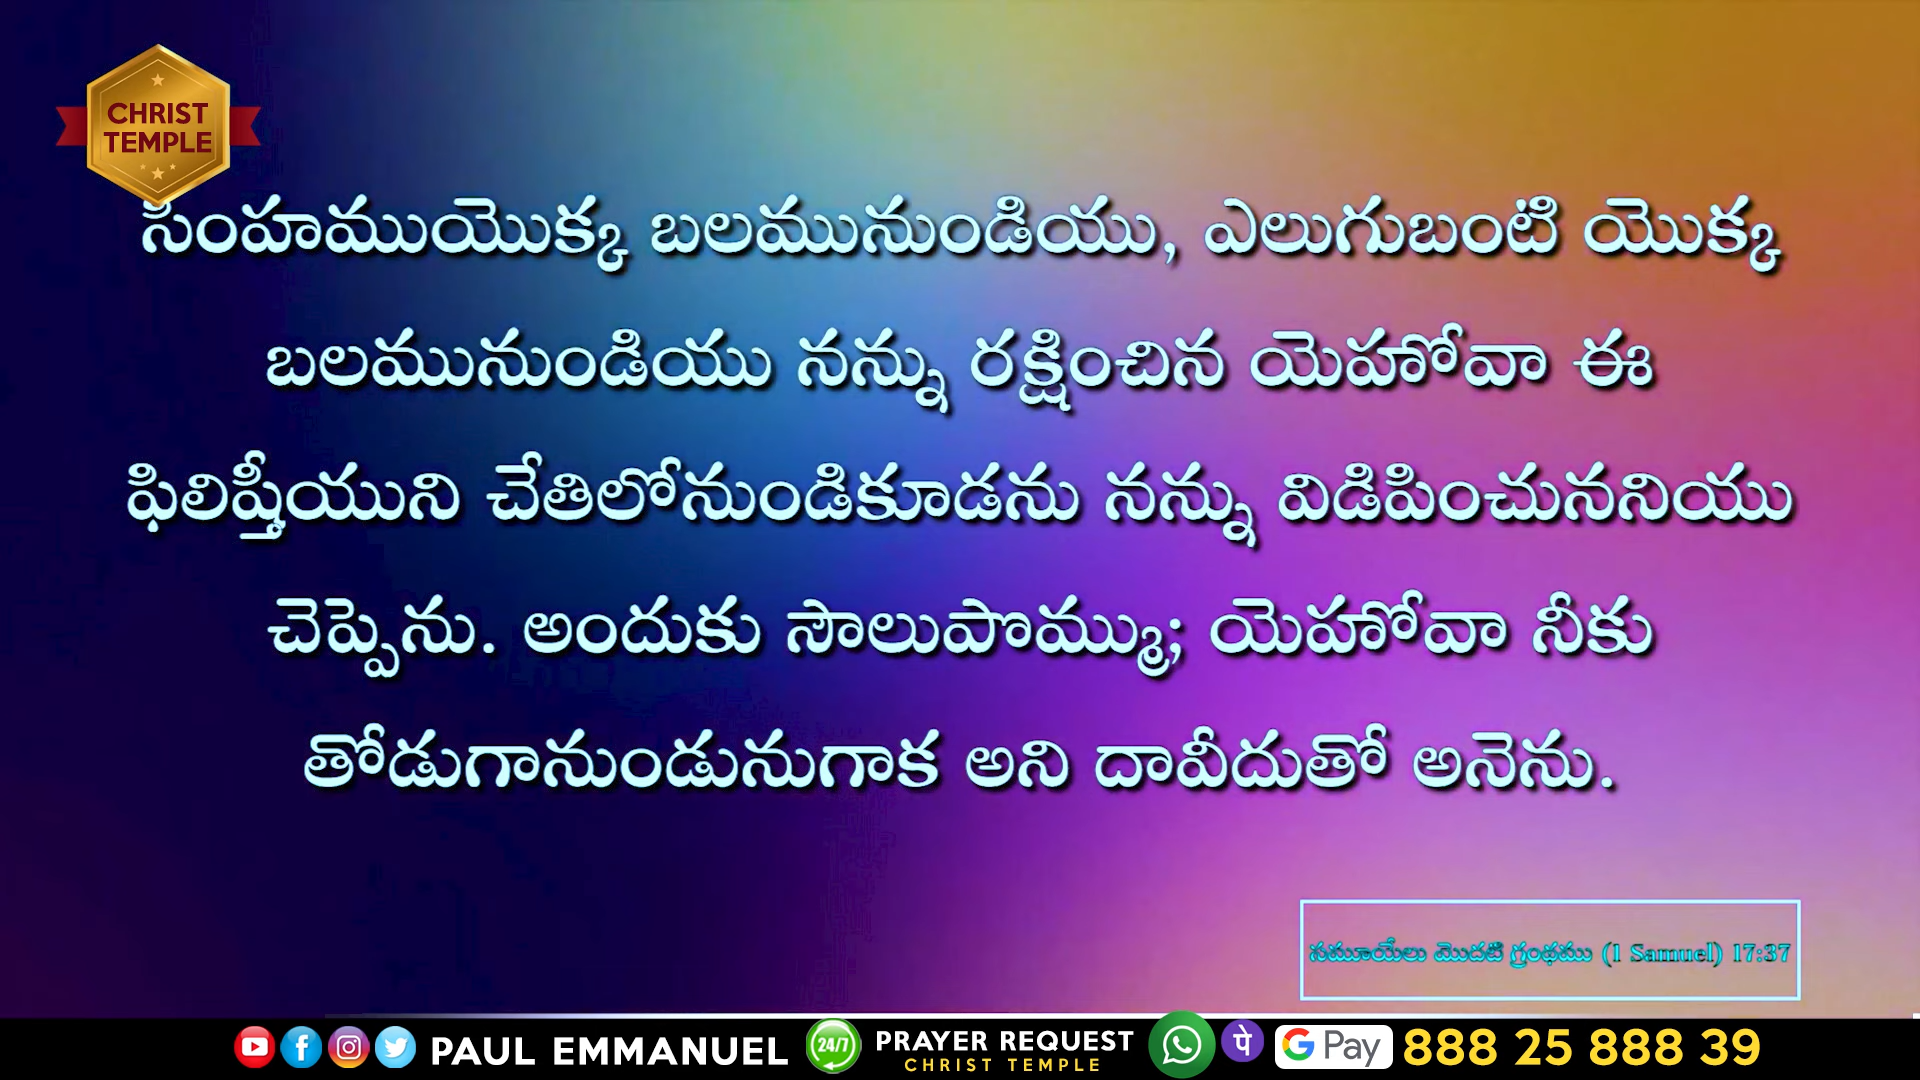 CHRIST
TEMPLE
సింహముయొక్క బలమునుండియు, ఎలుగుబంటి యొక్క
బలమునుండియు నన్ను రక్షించిన యెహోవా ఈ
ఫిలిష్తీయుని చేతిలోనుండికూడను నన్ను విడిపించుననియు
చెప్పెను. అందుకు సౌలుపొమ్ము; యెహోవా నీకు
తోడుగానుండునుగాక అని దావీదుతో అనెను.
సమూయేలు మొదటి గ్రంథము (1 Samuel) 17:37
PAUL EMMANUEL 24/7 PRAYER REQUEST पे G Pay 888 25 888 39
CHRIST TEMPLE